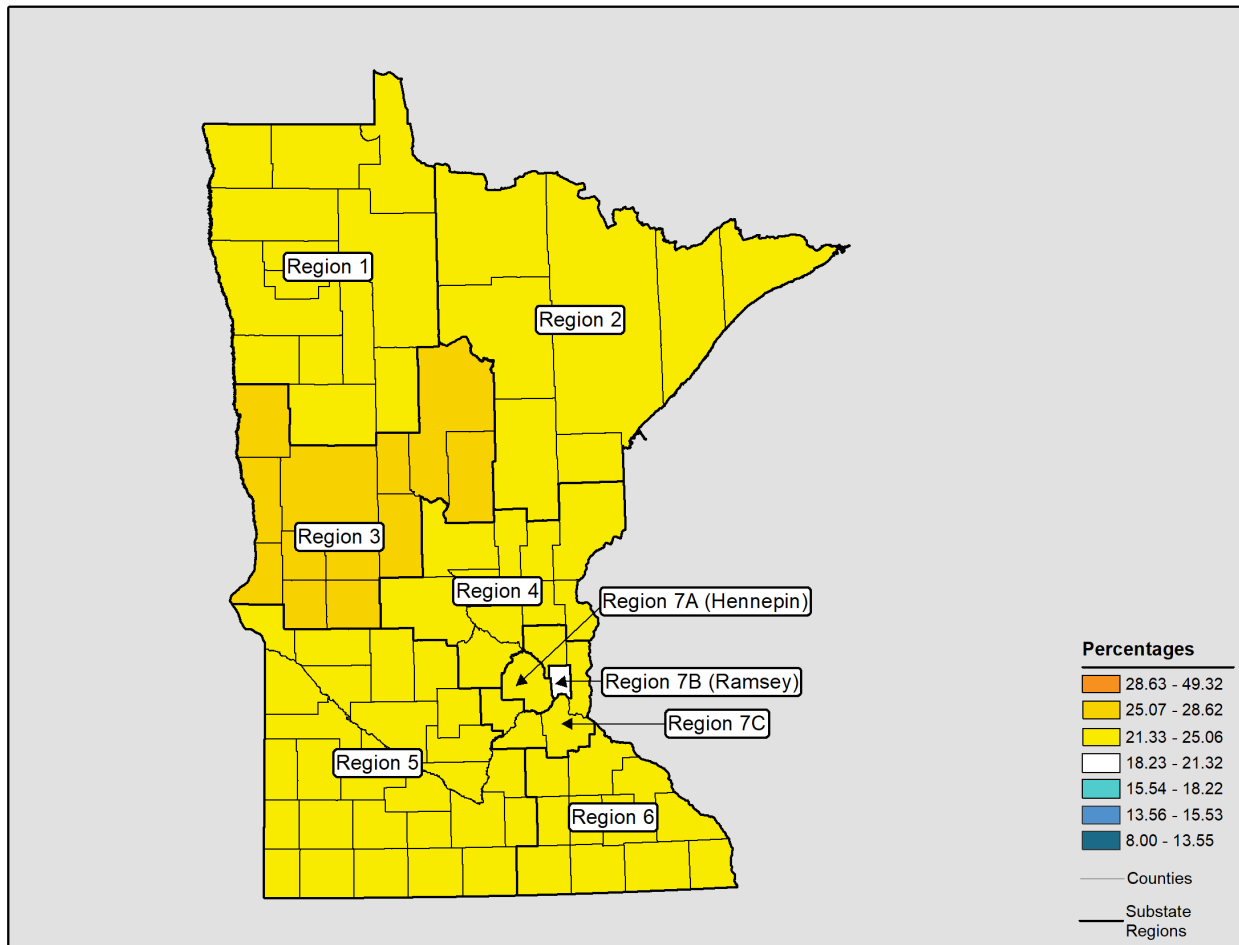 Region 1
Region 2
Region 3
Region 4
Region 7A (Hennepin)
Region 7B (Ramsey)
Region 7C
Region 5
Region 6
Percentages
28.63 - 49.32
25.07 - 28.62
21.33 - 25.06
18.23 - 21.32
15.54 - 18.22
13.56 - 15.53
8.00 - 13.55
Counties
Substate
Regions